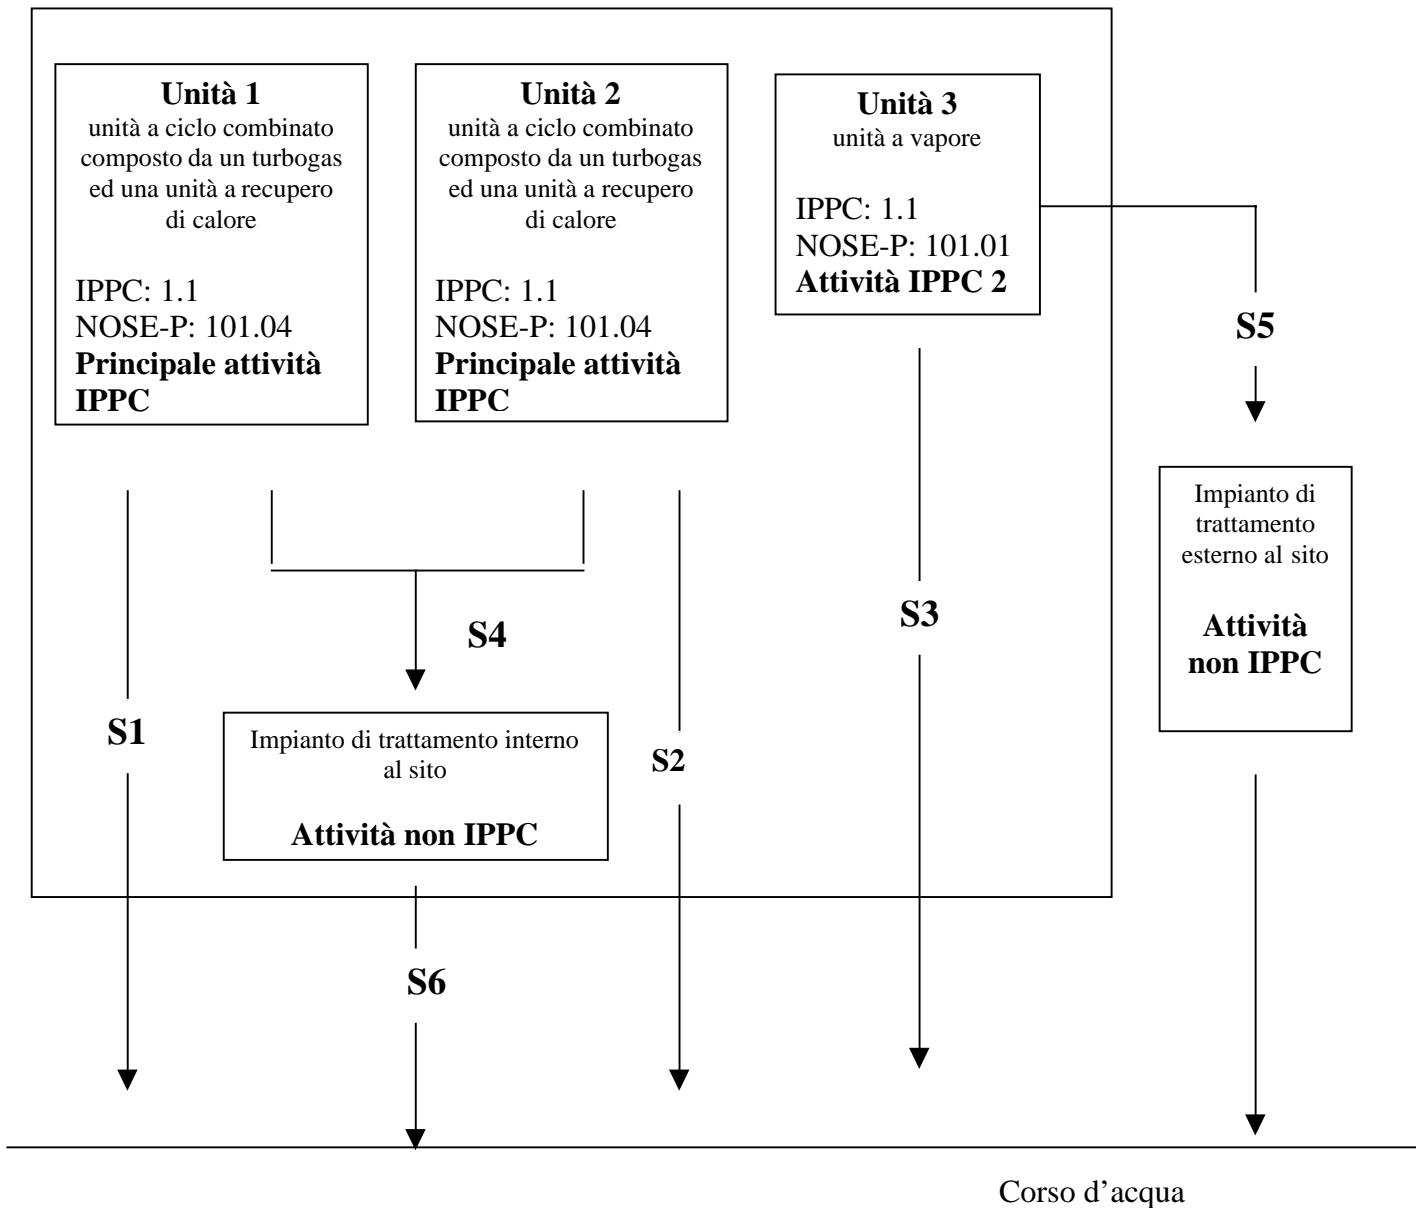 Unità 1
unità a ciclo combinato
composto da un turbogas
ed una unità a recupero
di calore
IPPC: 1.1
NOSE-P: 101.04
Principale attività
IPPC
Unità 2
unità a ciclo combinato
composto da un turbogas
ed una unità a recupero
di calore
IPPC: 1.1
NOSE-P: 101.04
Principale attività
IPPC
Unità 3
unità a vapore
IPPC: 1.1
NOSE-P: 101.01
Attività IPPC 2
S5
Impianto di
trattamento
esterno al sito
Attività
non IPPC
S3
S4
S1
Impianto di trattamento interno
al sito
Attività non IPPC
S2
S6
Corso d’acqua